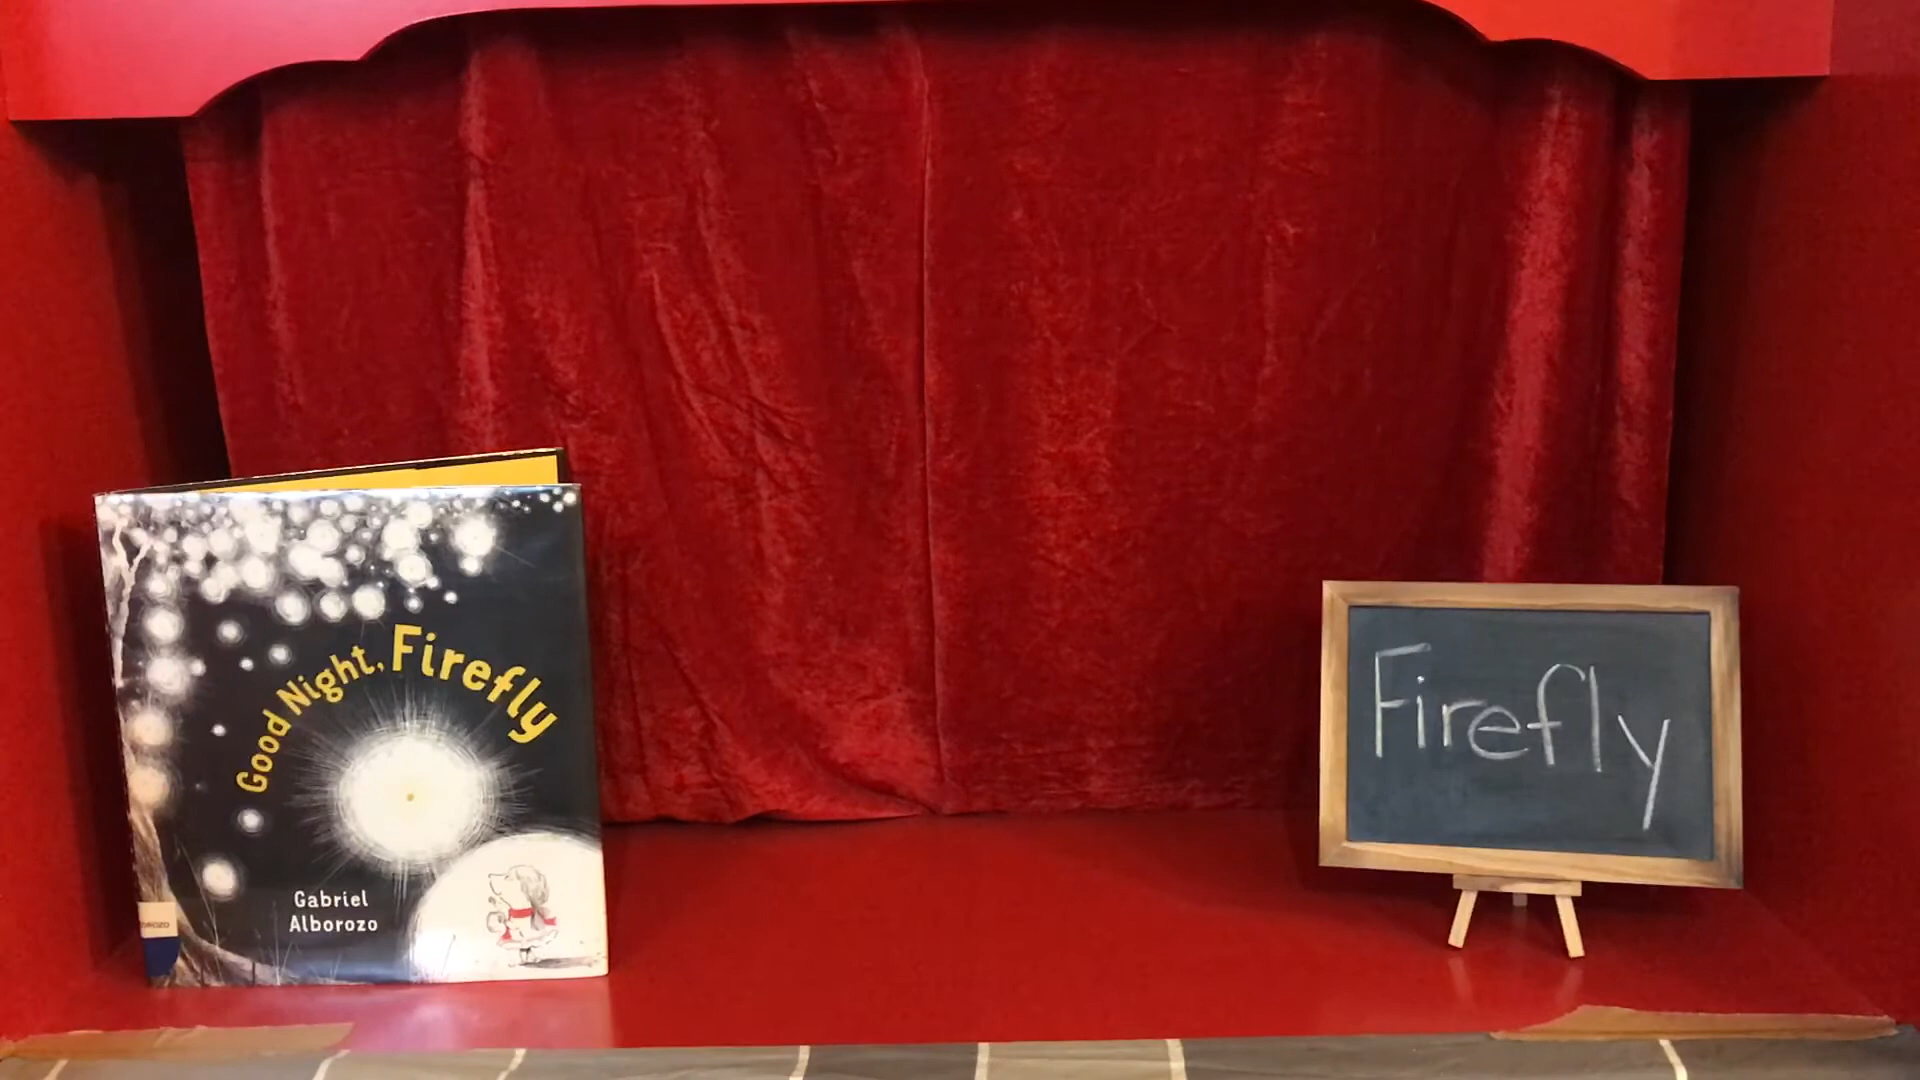 Good Night, Firefly
Gabriel
Alborozo
Firefly